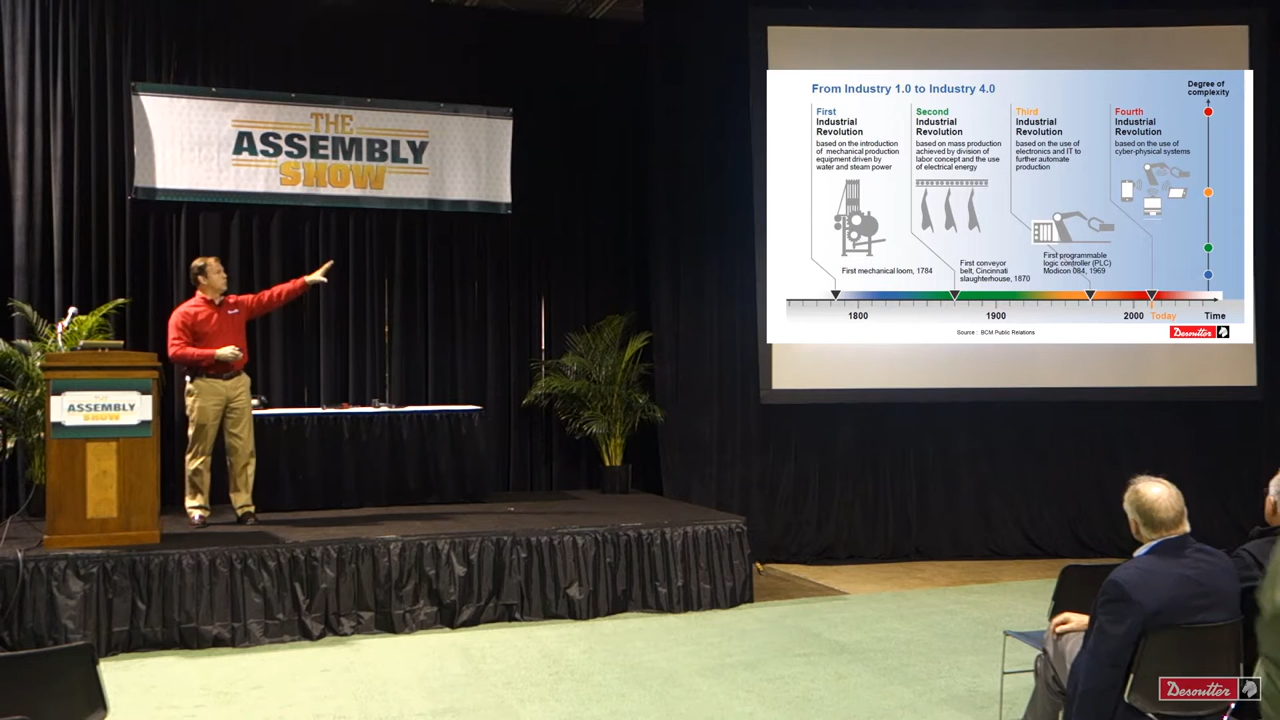 THE
ASSEMBLY
SHOW
THE
ASSEMBLY
SHOW
From Industry 1.0 to Industry 4.0
Degree of
complexity
First
Industrial
Revolution
based on the introduction
of mechanical production
equipment driven by
water and steam power
Second
Industrial
Revolution
based on mass production
achieved by division of
labor concept and the use
of electrical energy
Third
Industrial
Revolution
based on the use of
electronics and IT to
further automate
production
Fourth
Industrial
Revolution
based on the use of
cyber-physical systems
First mechanical loom, 1784
First conveyor
belt, Cincinnati
slaughterhouse, 1870
First programmable
logic controller (PLC)
Modicon 084, 1969
1800
1900
2000
Today
Time
Source : BCM Public Relations
Desoutter
Desoutter